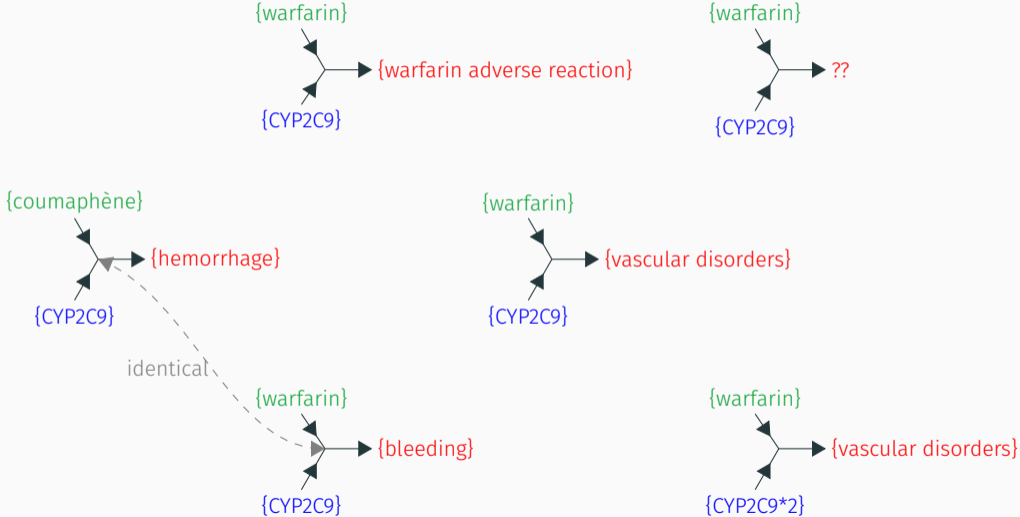 {warfarin}
{warfarin}
{warfarin adverse reaction}
??
{CYP2C9}
{CYP2C9}
{coumaphène}
{warfarin}
{hemorrhage}
{vascular disorders}
{CYP2C9}
{CYP2C9}
identical
{warfarin}
{warfarin}
{bleeding}
{vascular disorders}
{CYP2C9}
{CYP2C9*2}